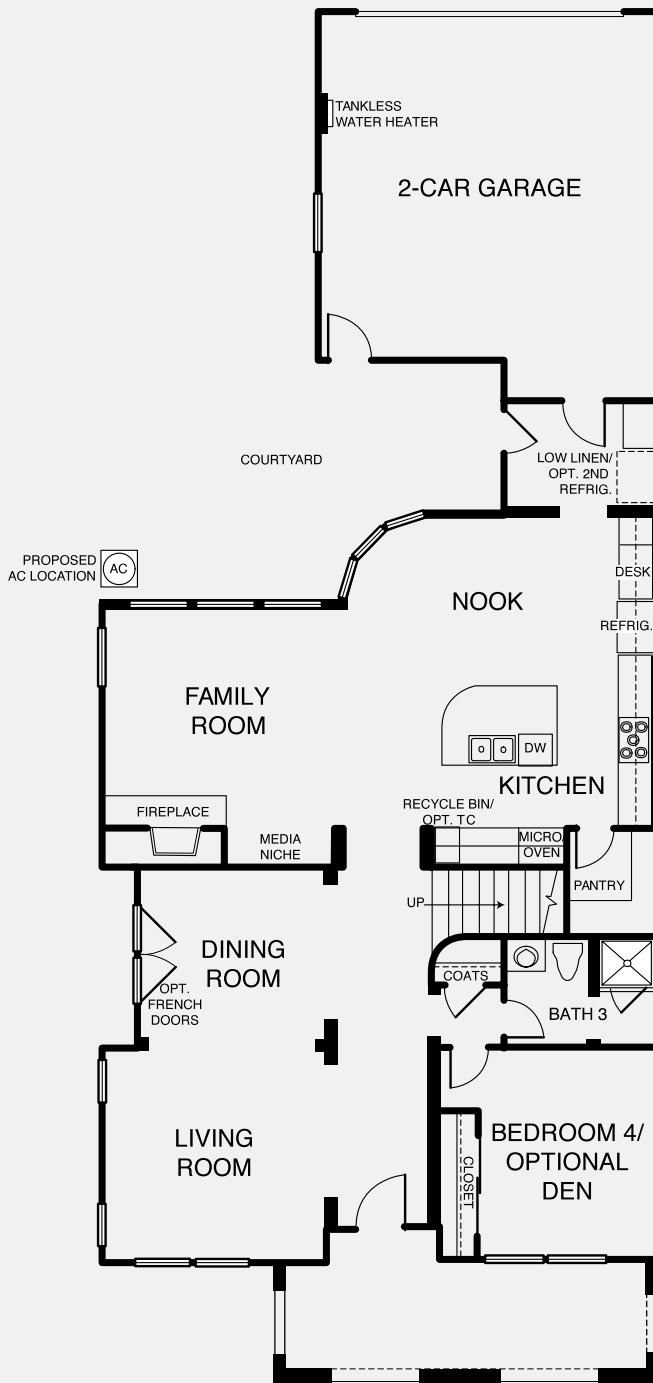 TANKLESS
WATER HEATER
2-CAR GARAGE
COURTYARD
LOW LINEN/
OPT. 2ND
REFRIG.
PROPOSED
AC LOCATION
AC
DESK
NOOK
REFRIG.
FAMILY
ROOM
DW
KITCHEN
FIREPLACE
RECYCLE BIN/
OPT. TC
MEDIA
NICHE
MICRO/
OVEN
PANTRY
UP
DINING
ROOM
COATS
OPT.
FRENCH
DOORS
BATH 3
LIVING
ROOM
BEDROOM 4/
OPTIONAL
DEN
CLOSET